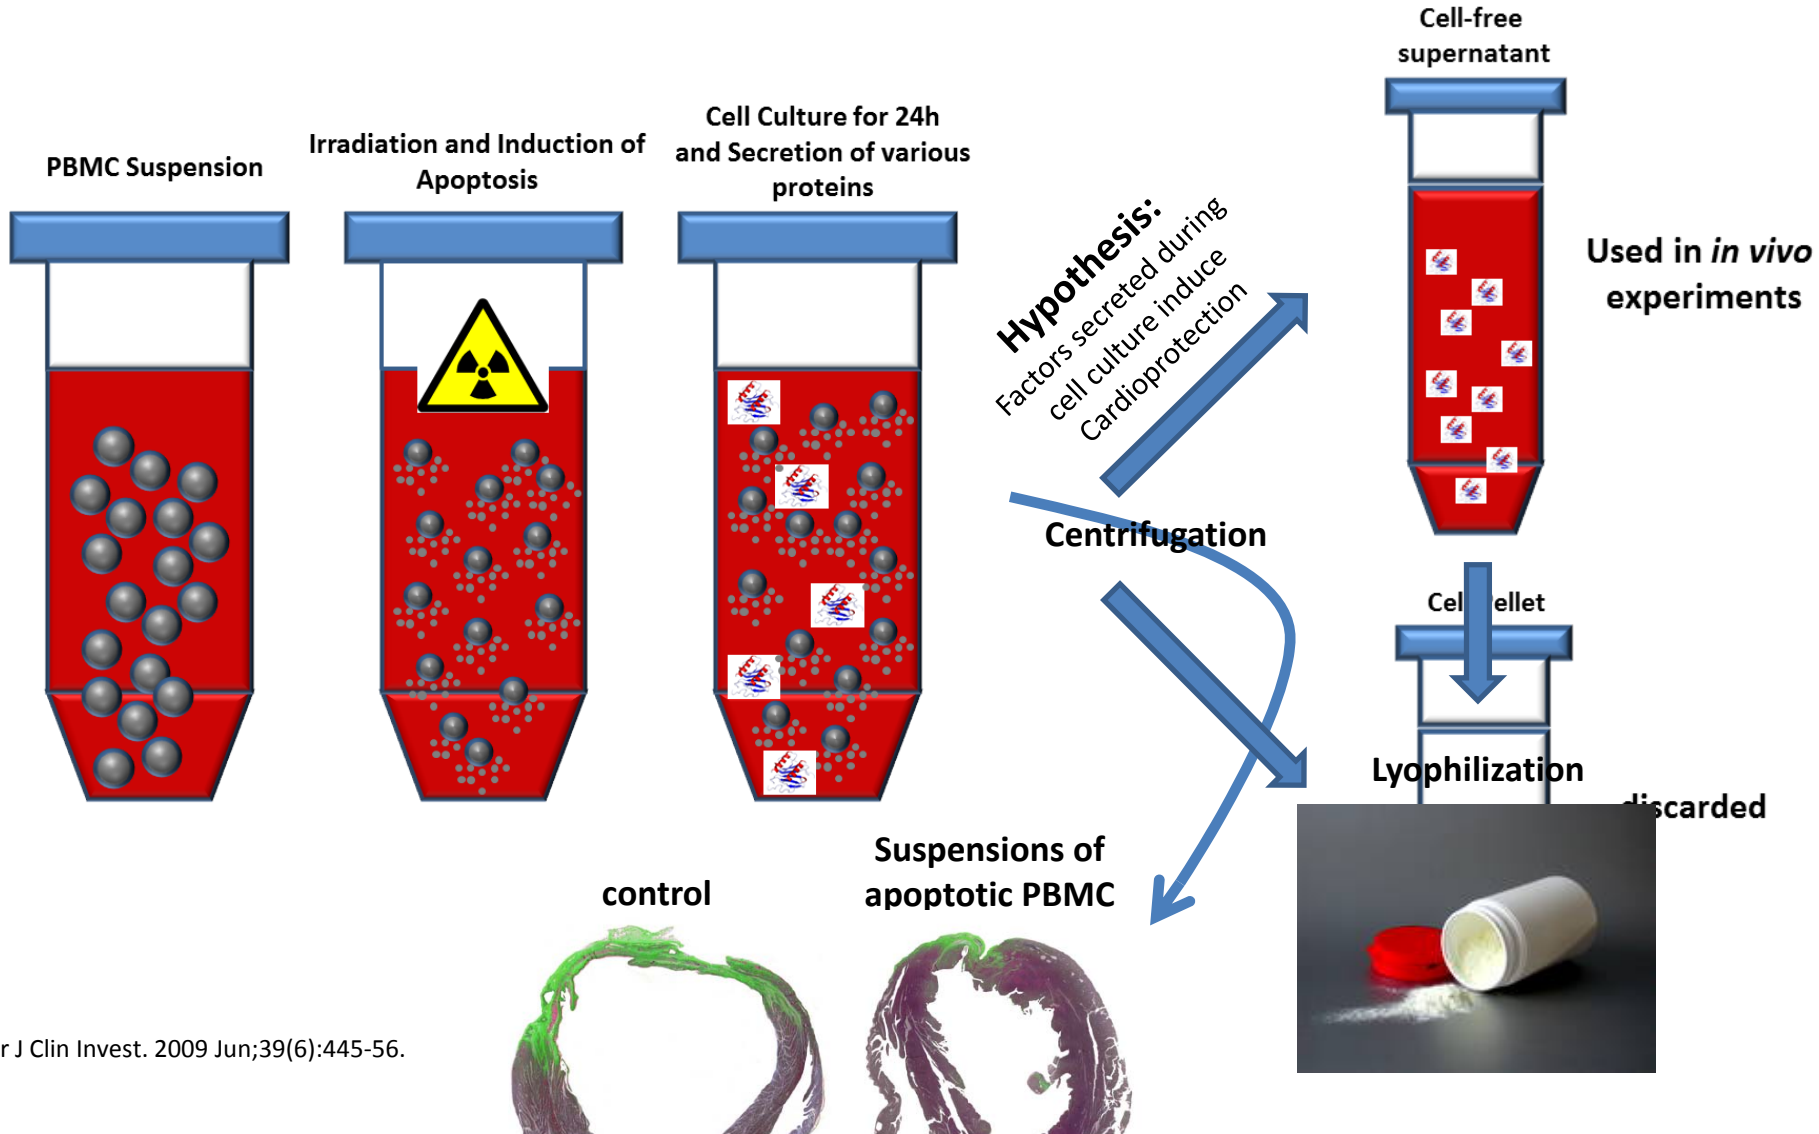 PBMC Suspension
Irradiation and Induction of
Apoptosis
Cell Culture for 24h
and Secretion of various
proteins
Hypothesis:
Factors secreted during
cell culture induce
Cardioprotection
Centrifugation
Cell-free
supernatant
Used in in vivo
experiments
Lyophilization
discarded
control
Suspensions of
apoptotic PBMC
r J Clin Invest. 2009 Jun;39(6):445-56.